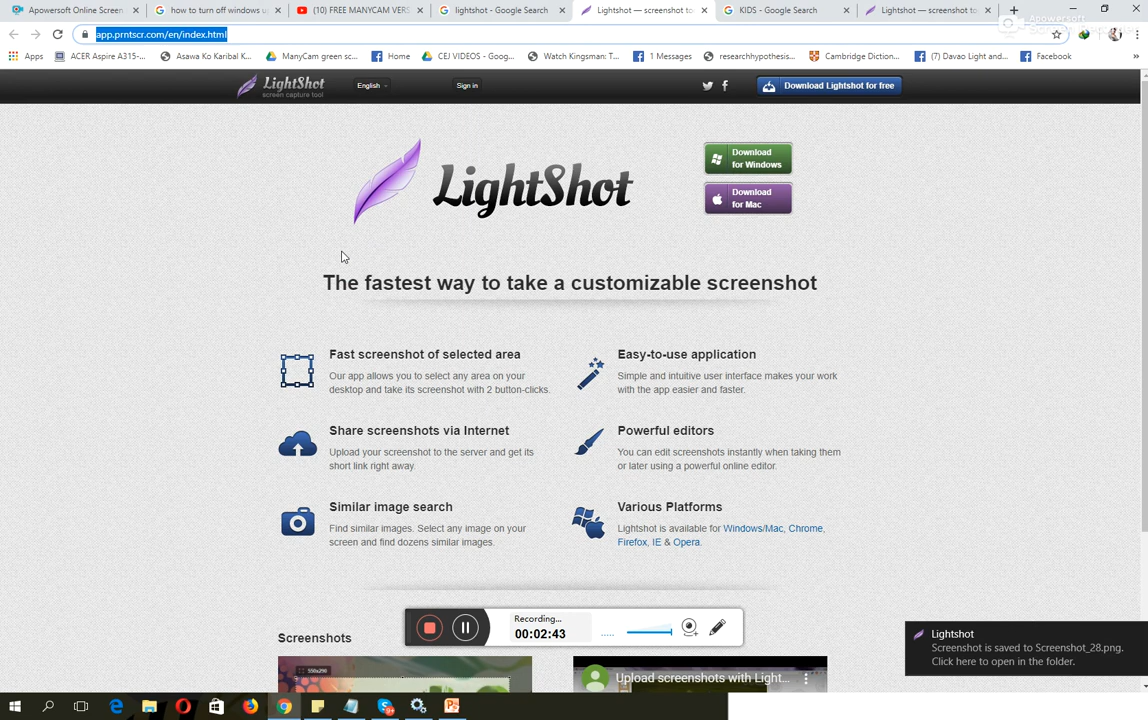 Apowersoft Online Screen
how to turn off windows u
(10) FREE MANYCAM VERS
lightshot - Google Search
Lightshot — screenshot to
KIDS - Google Search
Lightshot — screenshot to
Apowersoft
app.prntscr.com/en/index.html
Apps
ACER Aspire A315-...
Asawa Ko Karibal K...
ManyCam green sc...
Home
CEJ VIDEOS - Goog...
Watch Kingsman: T...
1 Messages
researchhypothesis...
Cambridge Diction...
(7) Davao Light and...
Facebook
LightShot
screen capture tool
English
Sign in
Download Lightshot for free
LightShot
Download
for Windows
Download
for Mac
The fastest way to take a customizable screenshot
Fast screenshot of selected area
Our app allows you to select any area on your
desktop and take its screenshot with 2 button-clicks.
Easy-to-use application
Simple and intuitive user interface makes your work
with the app easier and faster.
Share screenshots via Internet
Upload your screenshot to the server and get its
short link right away.
Powerful editors
You can edit screenshots instantly when taking them
or later using a powerful online editor.
Similar image search
Find similar images. Select any image on your
screen and find dozens similar images.
Various Platforms
Lightshot is available for Windows/Mac, Chrome,
Firefox, IE & Opera.
Recording...
00:02:43
Screenshots
550x298
Upload screenshots with Light...
Lightshot
Screenshot is saved to Screenshot_28.png.
Click here to open in the folder.